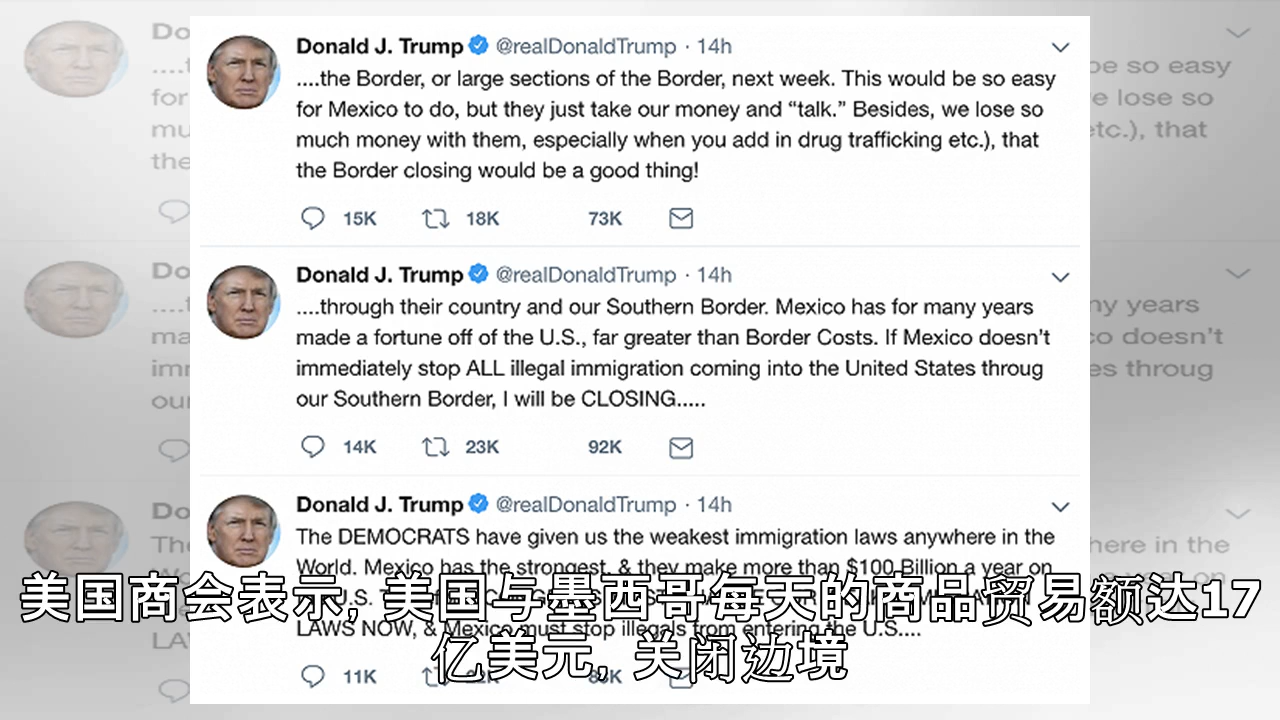 Donald J. Trump @realDonaldTrump · 14h
....the Border, or large sections of the Border, next week. This would be so easy
for Mexico to do, but they just take our money and “talk.” Besides, we lose so
much money with them, especially when you add in drug trafficking etc.), that
the Border closing would be a good thing!
15K 18K 73K
Donald J. Trump @realDonaldTrump · 14h
....through their country and our Southern Border. Mexico has for many years
made a fortune off of the U.S., far greater than Border Costs. If Mexico doesn’t
immediately stop ALL illegal immigration coming into the United States throug
our Southern Border, I will be CLOSING.....
14K 23K 92K
Donald J. Trump @realDonaldTrump · 14h
The DEMOCRATS have given us the weakest immigration laws anywhere in the
World. Mexico has the strongest, & they make more than $100 Billion a year on
U.S.
LAWS NOW, & Mexico must stop illegals from entering the U.S....
11K
美国商会表示, 美国与墨西哥每天的商品贸易额达17
亿美元, 关闭边境